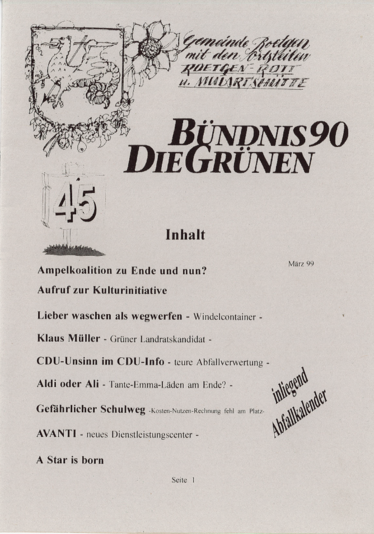 Gemeinde Roetgen
mit den Ortsteilen
ROETGEN-ROTT
u. MULARTSHÜTTE
BÜNDNIS 90
DIE GRÜNEN
45
Inhalt
März 99
Ampelkoalition zu Ende und nun?
Aufruf zur Kulturinitiative
Lieber waschen als wegwerfen - Windelcontainer -
Klaus Müller - Grüner Landratskandidat -
CDU-Unsinn im CDU-Info - teure Abfallverwertung -
Aldi oder Ali - Tante-Emma-Läden am Ende? -
inliegend
Abfallkalender
Gefährlicher Schulweg -Kosten-Nutzen-Rechnung fehl am Platz-
AVANTI - neues Dienstleistungscenter -
A Star is born
Seite 1